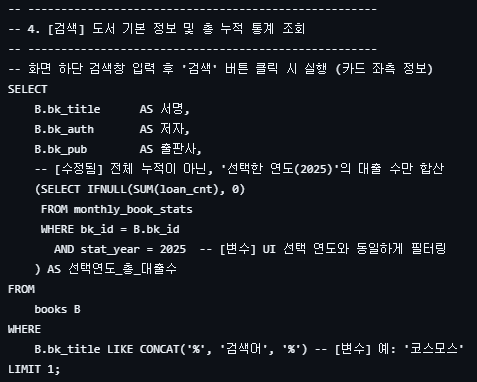 -- -----------------------------------------------------
-- 4. [검색] 도서 기본 정보 및 총 누적 통계 조회
-- -----------------------------------------------------
-- 화면 하단 검색창 입력 후 '검색' 버튼 클릭 시 실행 (카드 좌측 정보)
SELECT
    B.bk_title      AS 서명,
    B.bk_auth       AS 저자,
    B.bk_pub        AS 출판사,
    -- [수정됨] 전체 누적이 아닌, '선택한 연도(2025)'의 대출 수만 합산
    (SELECT IFNULL(SUM(loan_cnt), 0)
     FROM monthly_book_stats
     WHERE bk_id = B.bk_id
       AND stat_year = 2025  -- [변수] UI 선택 연도와 동일하게 필터링
    ) AS 선택연도_총_대출수
FROM
    books B
WHERE
    B.bk_title LIKE CONCAT('%', '검색어', '%') -- [변수] 예: '코스모스'
LIMIT 1;